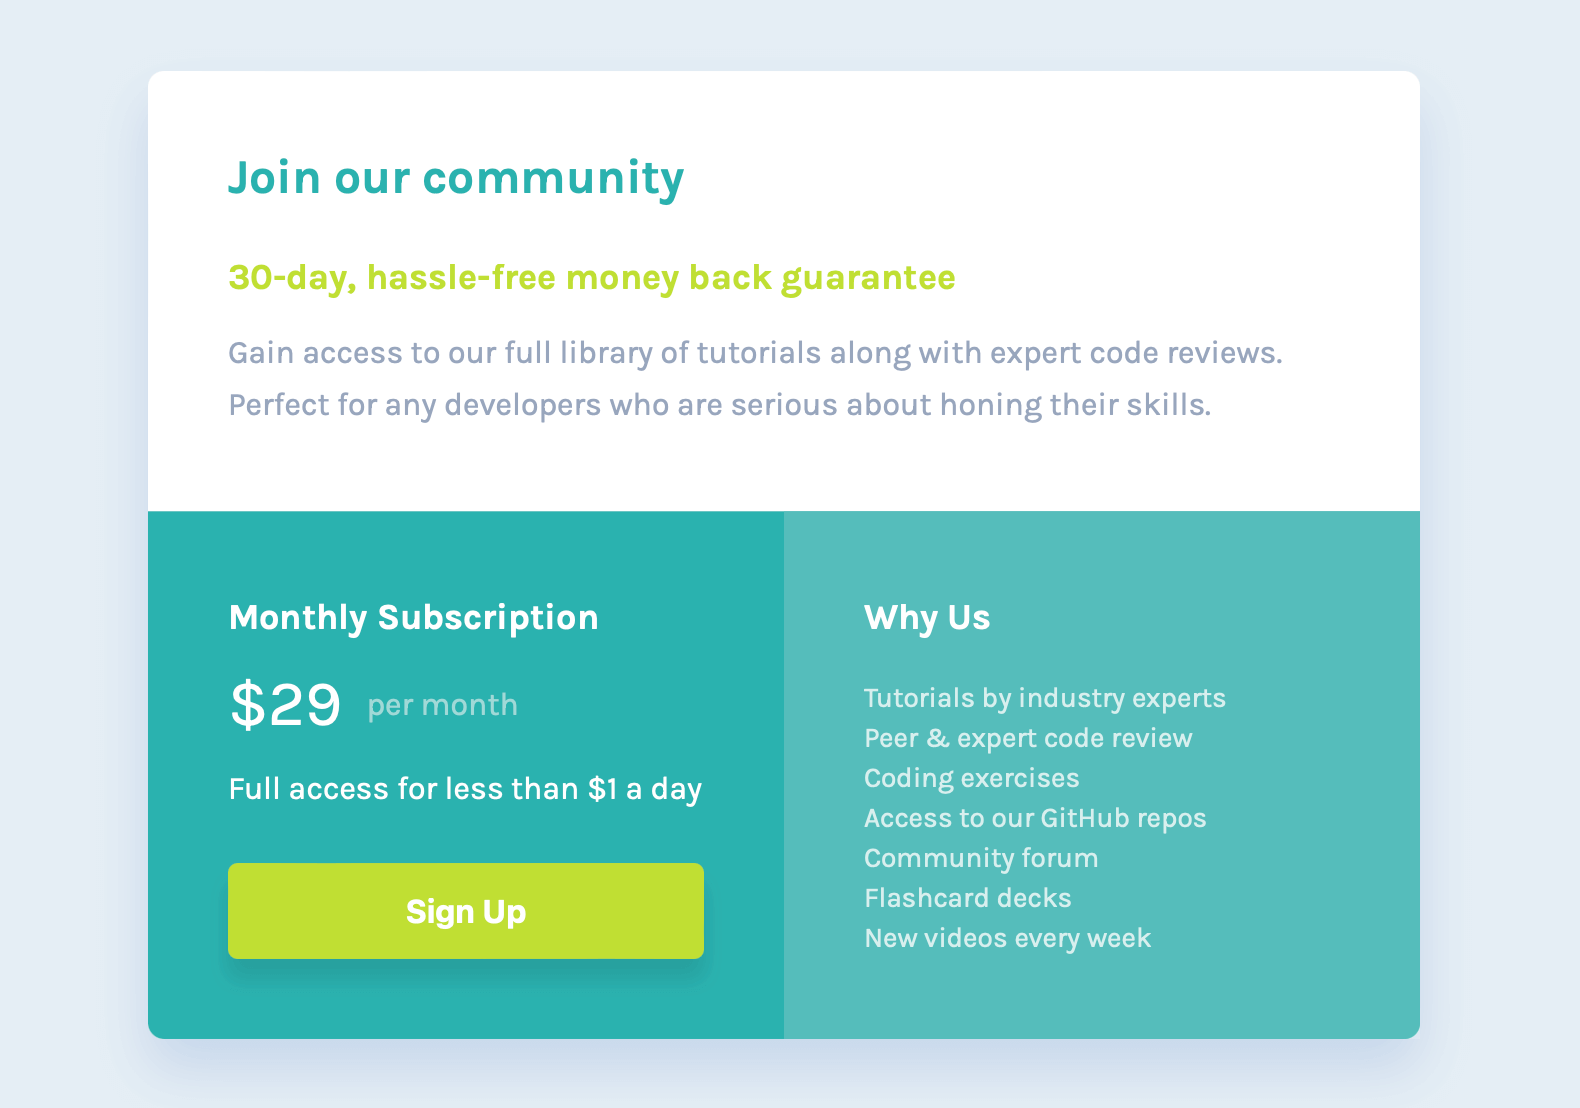 Join our community
30-day, hassle-free money back guarantee
Gain access to our full library of tutorials along with expert code reviews.
Perfect for any developers who are serious about honing their skills.
Monthly Subscription
$29 per month
Full access for less than $1 a day
Sign Up
Why Us
Tutorials by industry experts
Peer & expert code review
Coding exercises
Access to our GitHub repos
Community forum
Flashcard decks
New videos every week